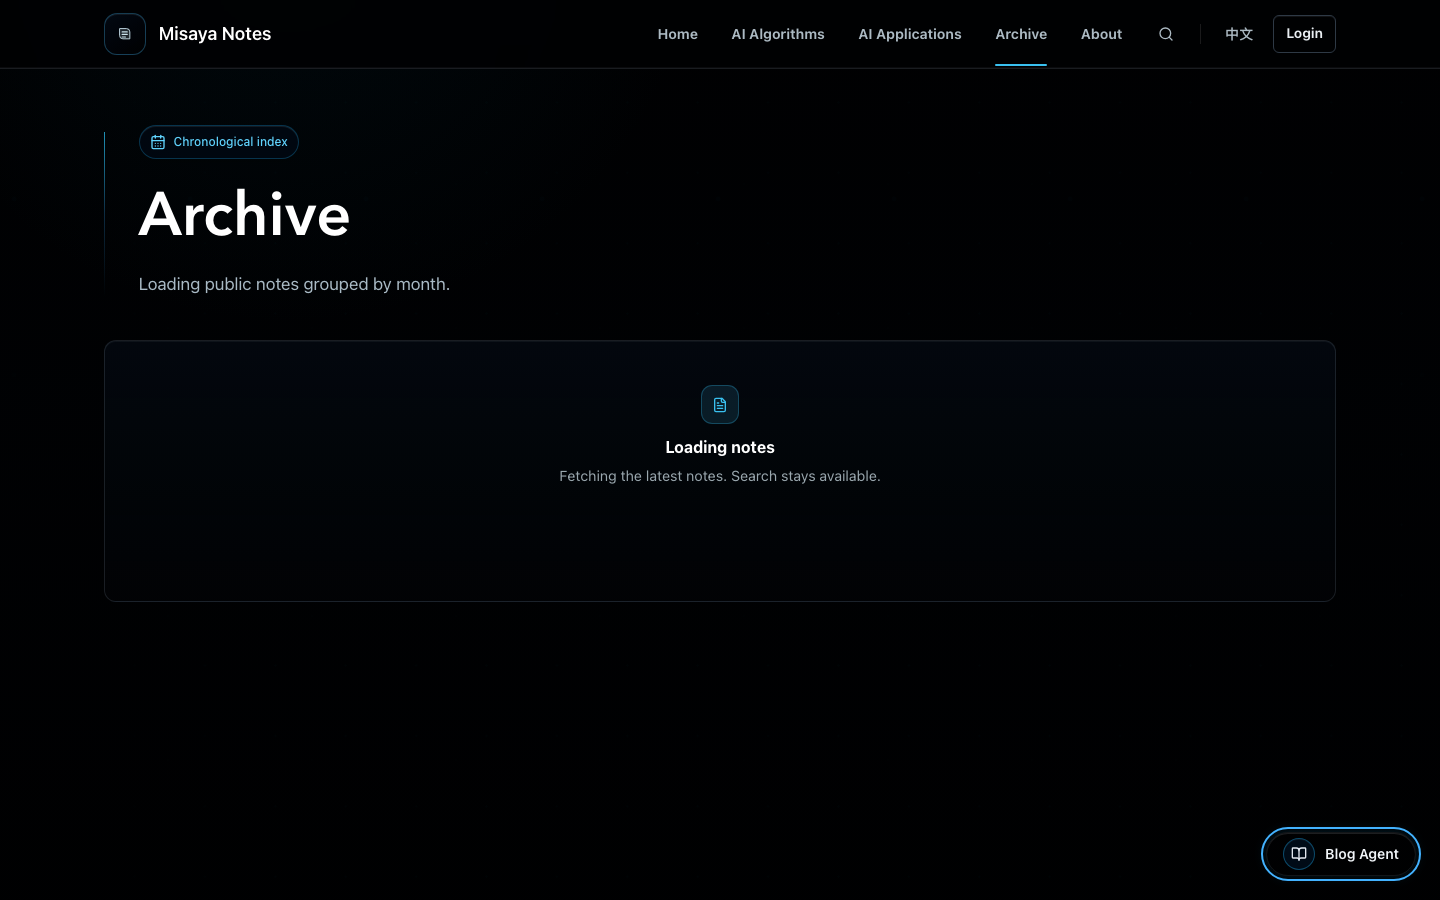 Misaya Notes
Home
AI Algorithms
AI Applications
Archive
About
中文
Login
Chronological index
Archive
Loading public notes grouped by month.
Loading notes
Fetching the latest notes. Search stays available.
Blog Agent